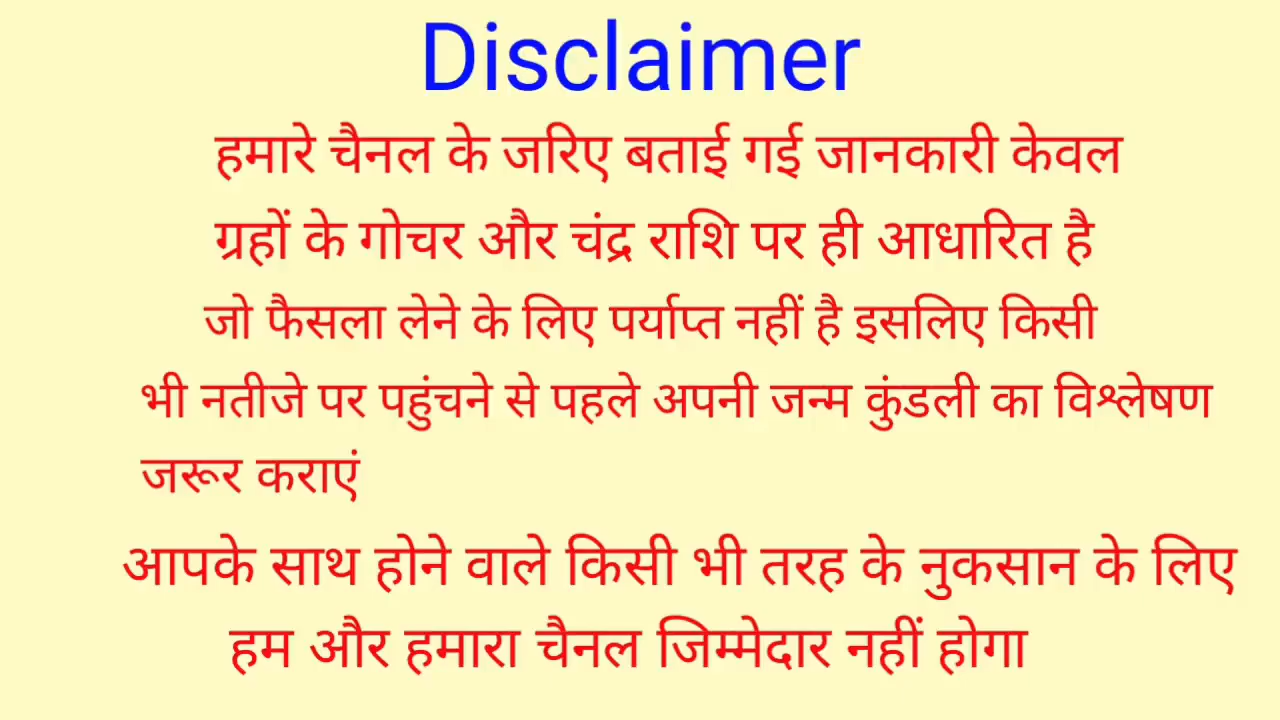 Disclaimer
हमारे चैनल के जरिए बताई गई जानकारी केवल
ग्रहों के गोचर और चंद्र राशि पर ही आधारित है
जो फैसला लेने के लिए पर्याप्त नहीं है इसलिए किसी
भी नतीजे पर पहुंचने से पहले अपनी जन्म कुंडली का विश्लेषण
जरूर कराएं
आपके साथ होने वाले किसी भी तरह के नुकसान के लिए
हम और हमारा चैनल जिम्मेदार नहीं होगा